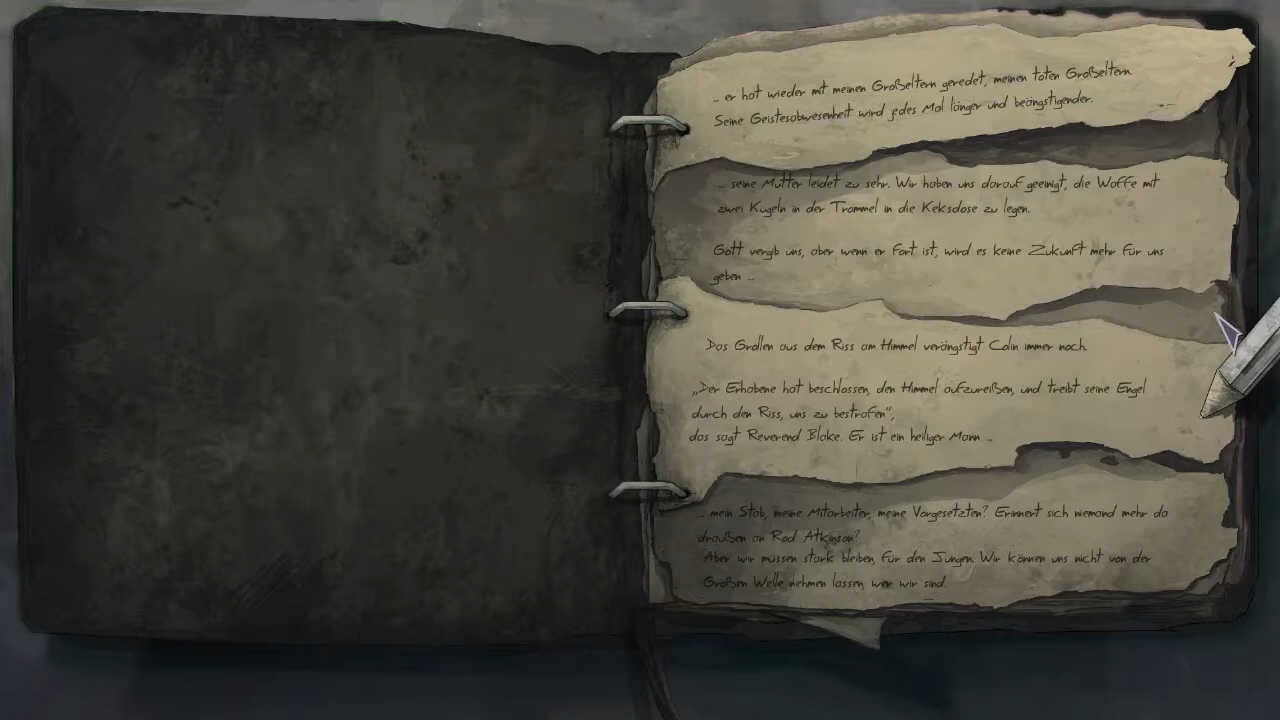 ... er hat wieder mit meinen Großeltern geredet, meinen toten Großeltern.
Seine Geistesabwesenheit wird jedes Mal länger und beängstigender.
... seine Mutter leidet zu sehr. Wir haben uns darauf geeinigt, die Waffe mit
zwei Kugeln in der Trommel in die Keksdose zu legen.
Gott vergib uns, aber wenn er fort ist, wird es keine Zukunft mehr für uns
geben ...
Das Grollen aus dem Riss am Himmel verängstigt Colin immer noch.
„Der Erhabene hat beschlossen, den Himmel aufzureißen, und treibt seine Engel
durch den Riss, uns zu bestrafen“,
das sagt Reverend Blake. Er ist ein heiliger Mann ...
... mein Stab, meine Mitarbeiter, meine Vorgesetzten? Erinnert sich niemand mehr da
draußen an Rod Atkinson?
Aber wir müssen stark bleiben, für den Jungen. Wir können uns nicht von der
Großen Welle nehmen lassen, wer wir sind.